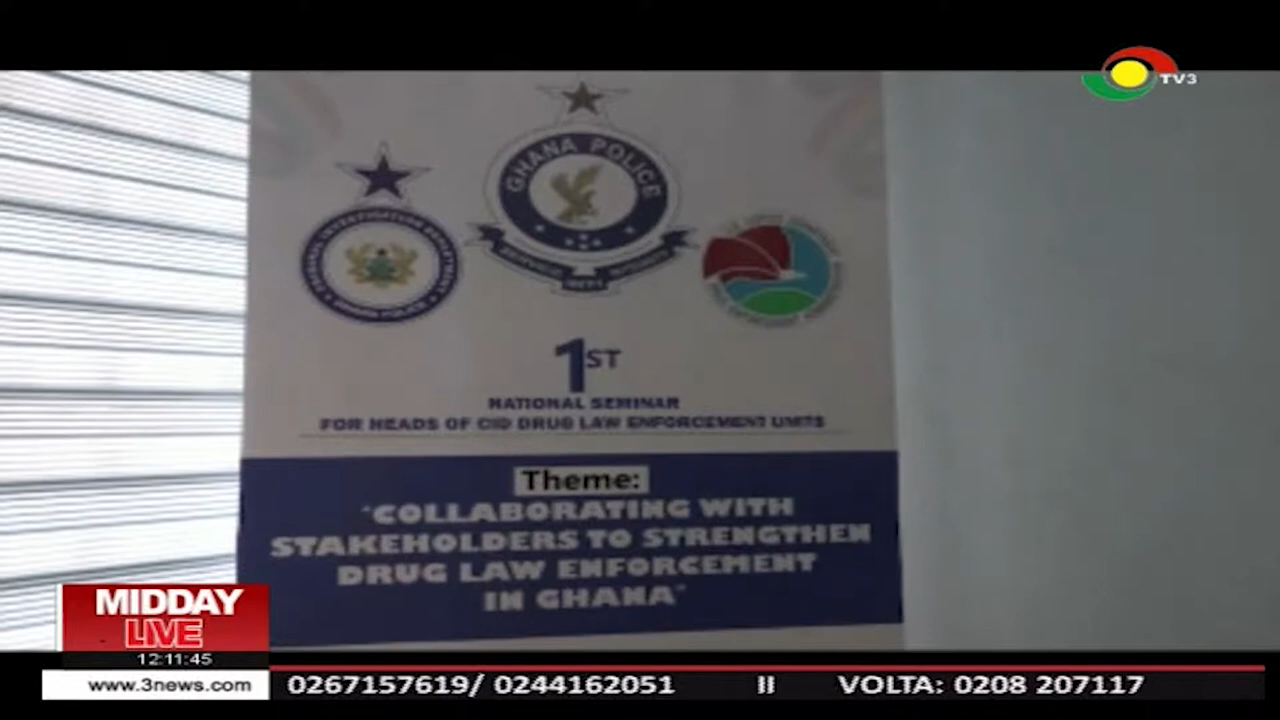 TV3
GHANA POLICE
1ST
NATIONAL SEMINAR
FOR HEADS OF CID DRUG LAW ENFORCEMENT UNITS
Theme:
"COLLABORATING WITH
STAKEHOLDERS TO STRENGTHEN
DRUG LAW ENFORCEMENT
IN GHANA"
MIDDAY
LIVE
12:11:45
www.3news.com
0267157619/ 0244162051 II VOLTA: 0208 207117